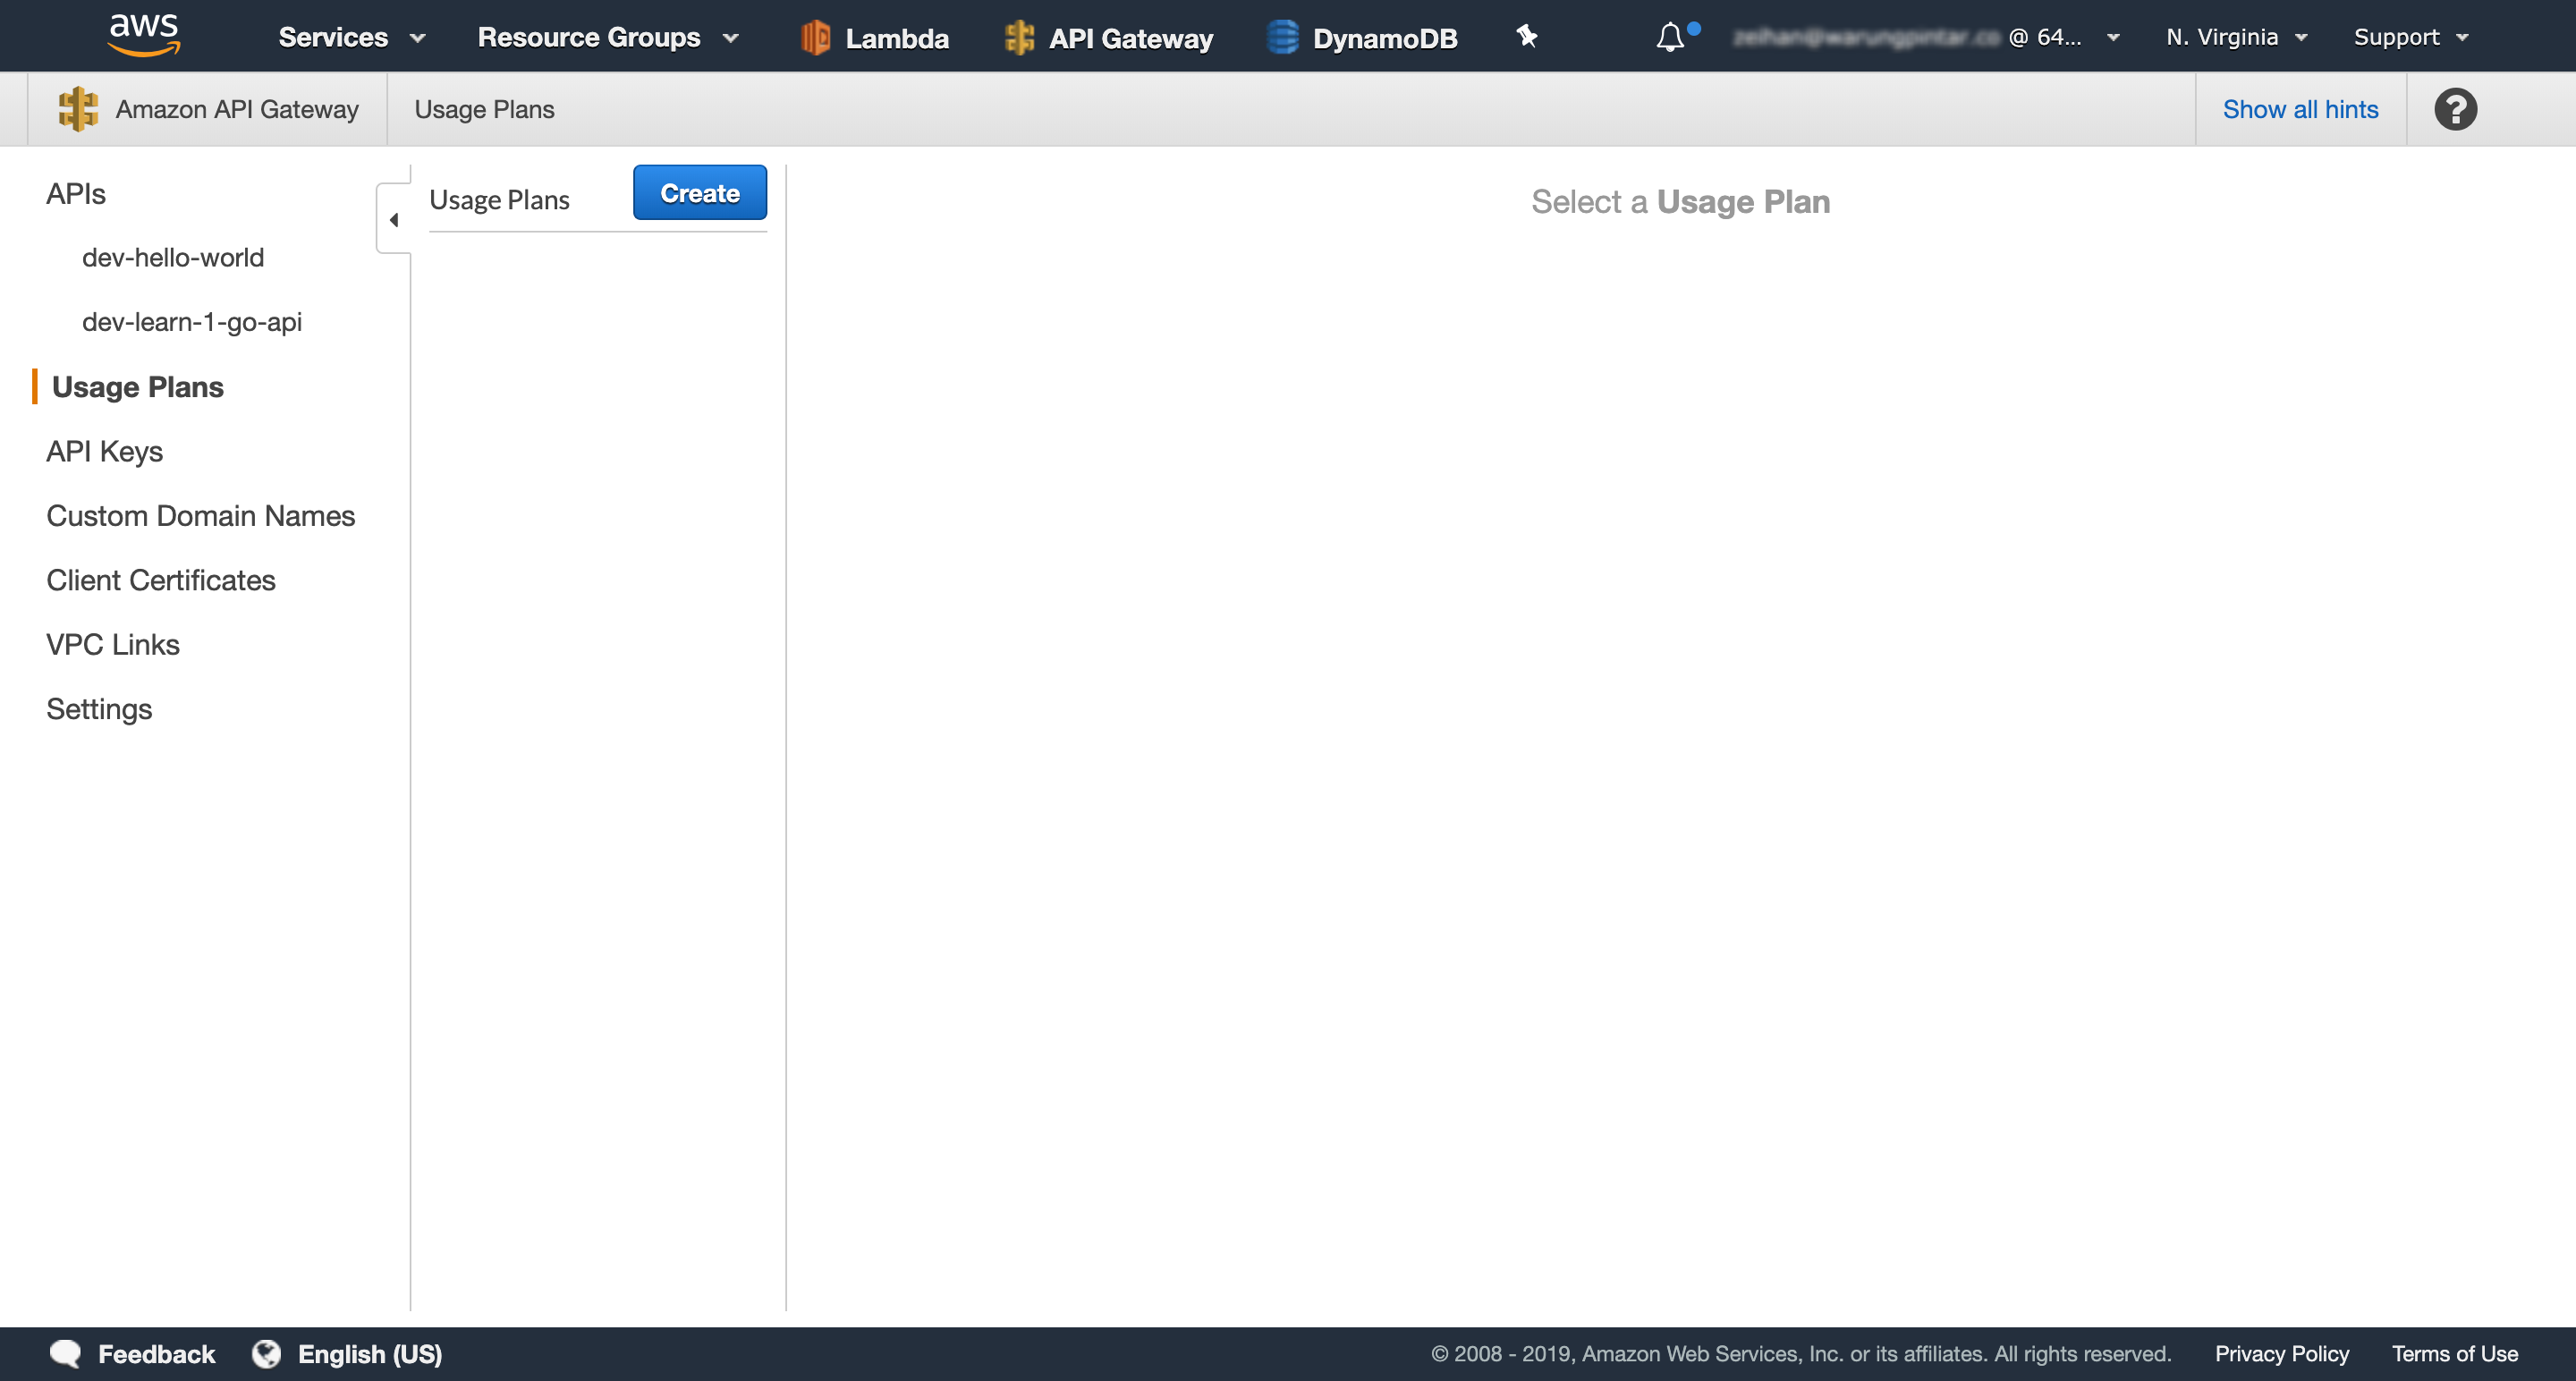 aws Services Resource Groups Lambda API Gateway DynamoDB @ 64... N. Virginia Support
Amazon API Gateway Usage Plans Show all hints ?
APIs
dev-hello-world
dev-learn-1-go-api
Usage Plans
API Keys
Custom Domain Names
Client Certificates
VPC Links
Settings
Usage Plans Create
Select a Usage Plan
Feedback English (US) © 2008 - 2019, Amazon Web Services, Inc. or its affiliates. All rights reserved. Privacy Policy Terms of Use